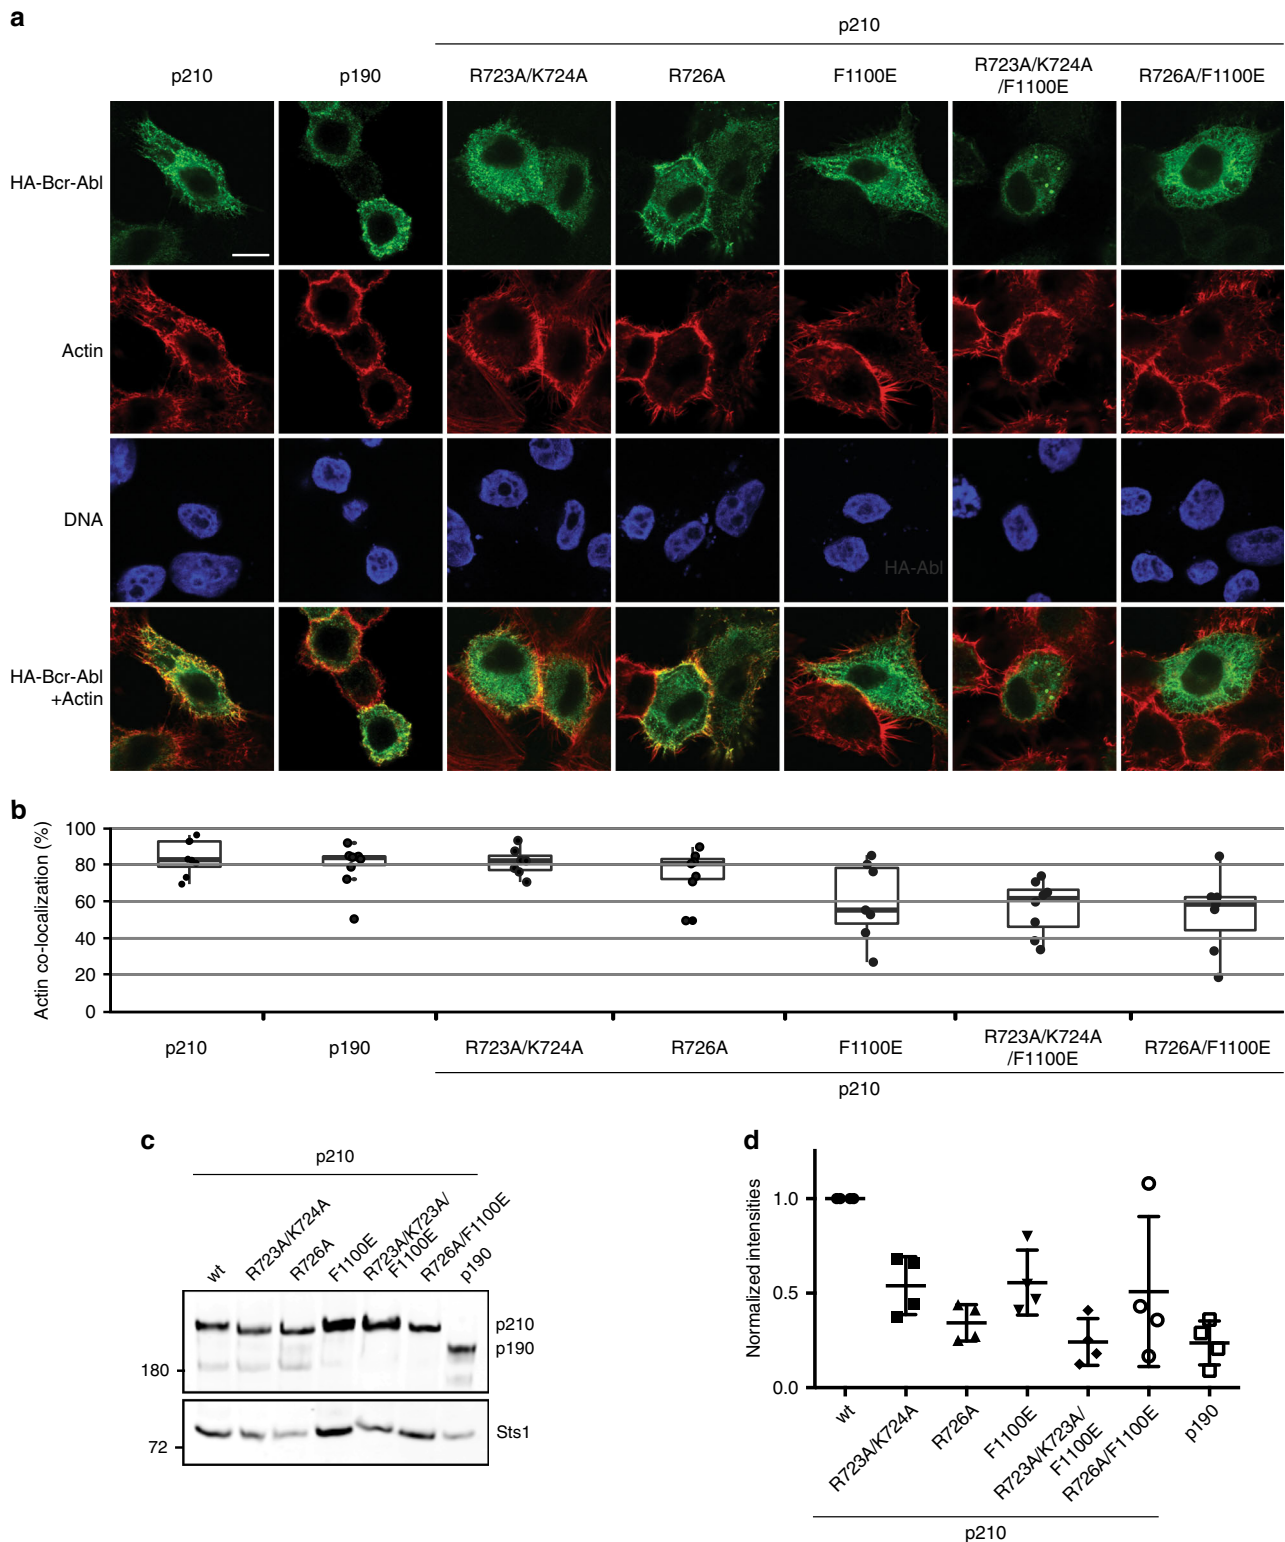 a
p210
p210
p190
R723A/K724A
R726A
F1100E
R723A/K724A
/F1100E
R726A/F1100E
HA-Bcr-Abl
Actin
DNA
HA-Abl
HA-Bcr-Abl
+Actin
b
Actin co-localization (%)
100
80
60
40
20
0
p210
p190
R723A/K724A
R726A
F1100E
R723A/K724A
/F1100E
R726A/F1100E
p210
c
p210
wt
R723A/K724A
R726A
F1100E
R723A/K723A/
F1100E
R726A/F1100E
p190
p210
p190
180
Sts1
72
d
Normalized intensities
1.0
0.5
0.0
wt
R723A/K724A
R726A
F1100E
R723A/K723A/
F1100E
R726A/F1100E
p190
p210